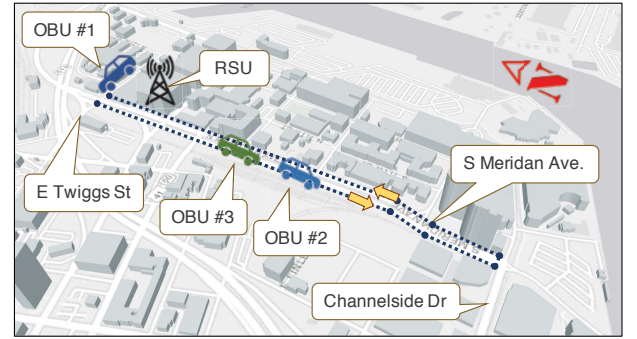 OBU #1
RSU
S Meridan Ave.
E Twiggs St
OBU #3
OBU #2
Channelside Dr